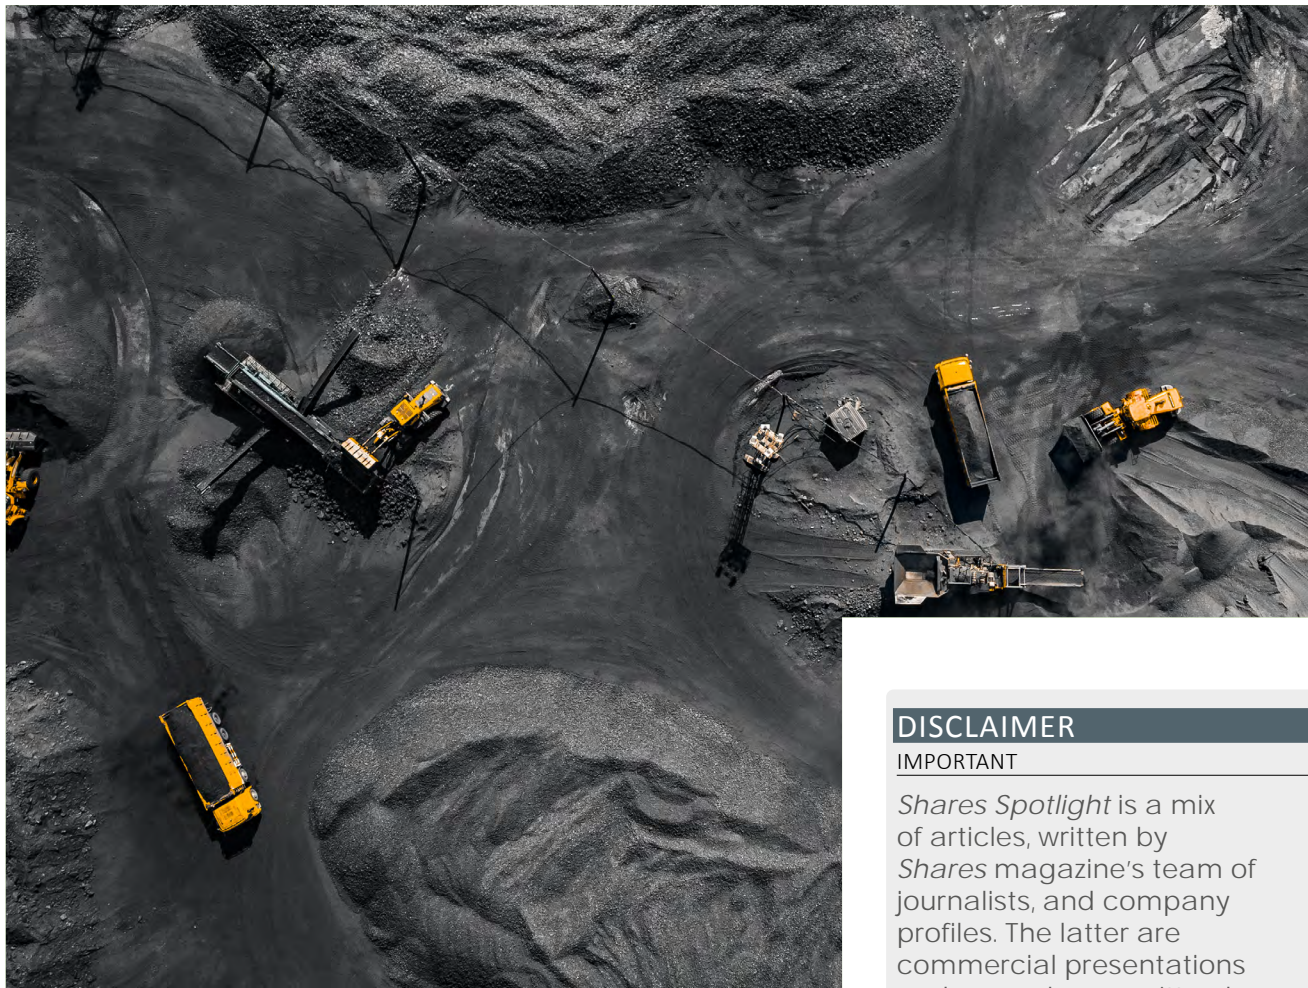 DISCLAIMER
IMPORTANT
Shares Spotlight is a mix
of articles, written by
Shares magazine's team of
journalists, and company
profiles. The latter are
commercial presentations